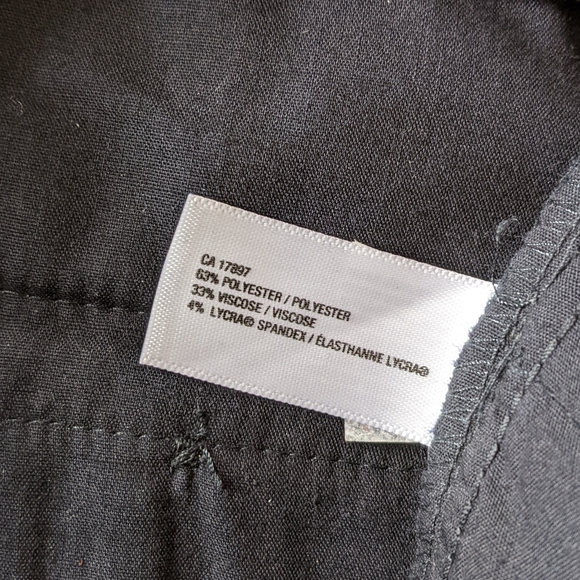 CA 17897
63% POLYESTER / POLYESTER
33% VISCOSE / VISCOSE
4% LYCRA® SPANDEX / ÉLASTHANNE LYCRA®